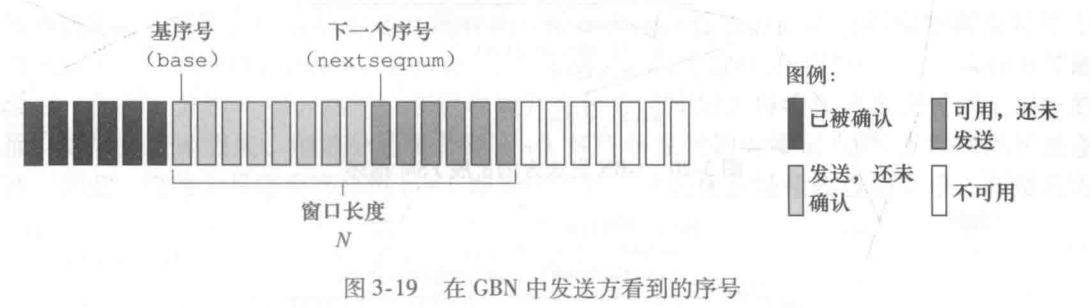 基序号
(base)
下一个序号
(nextseqnum)
窗口长度
N
图例:
已被确认
发送，还未
确认
可用，还未
发送
不可用
图 3-19 在 GBN 中发送方看到的序号